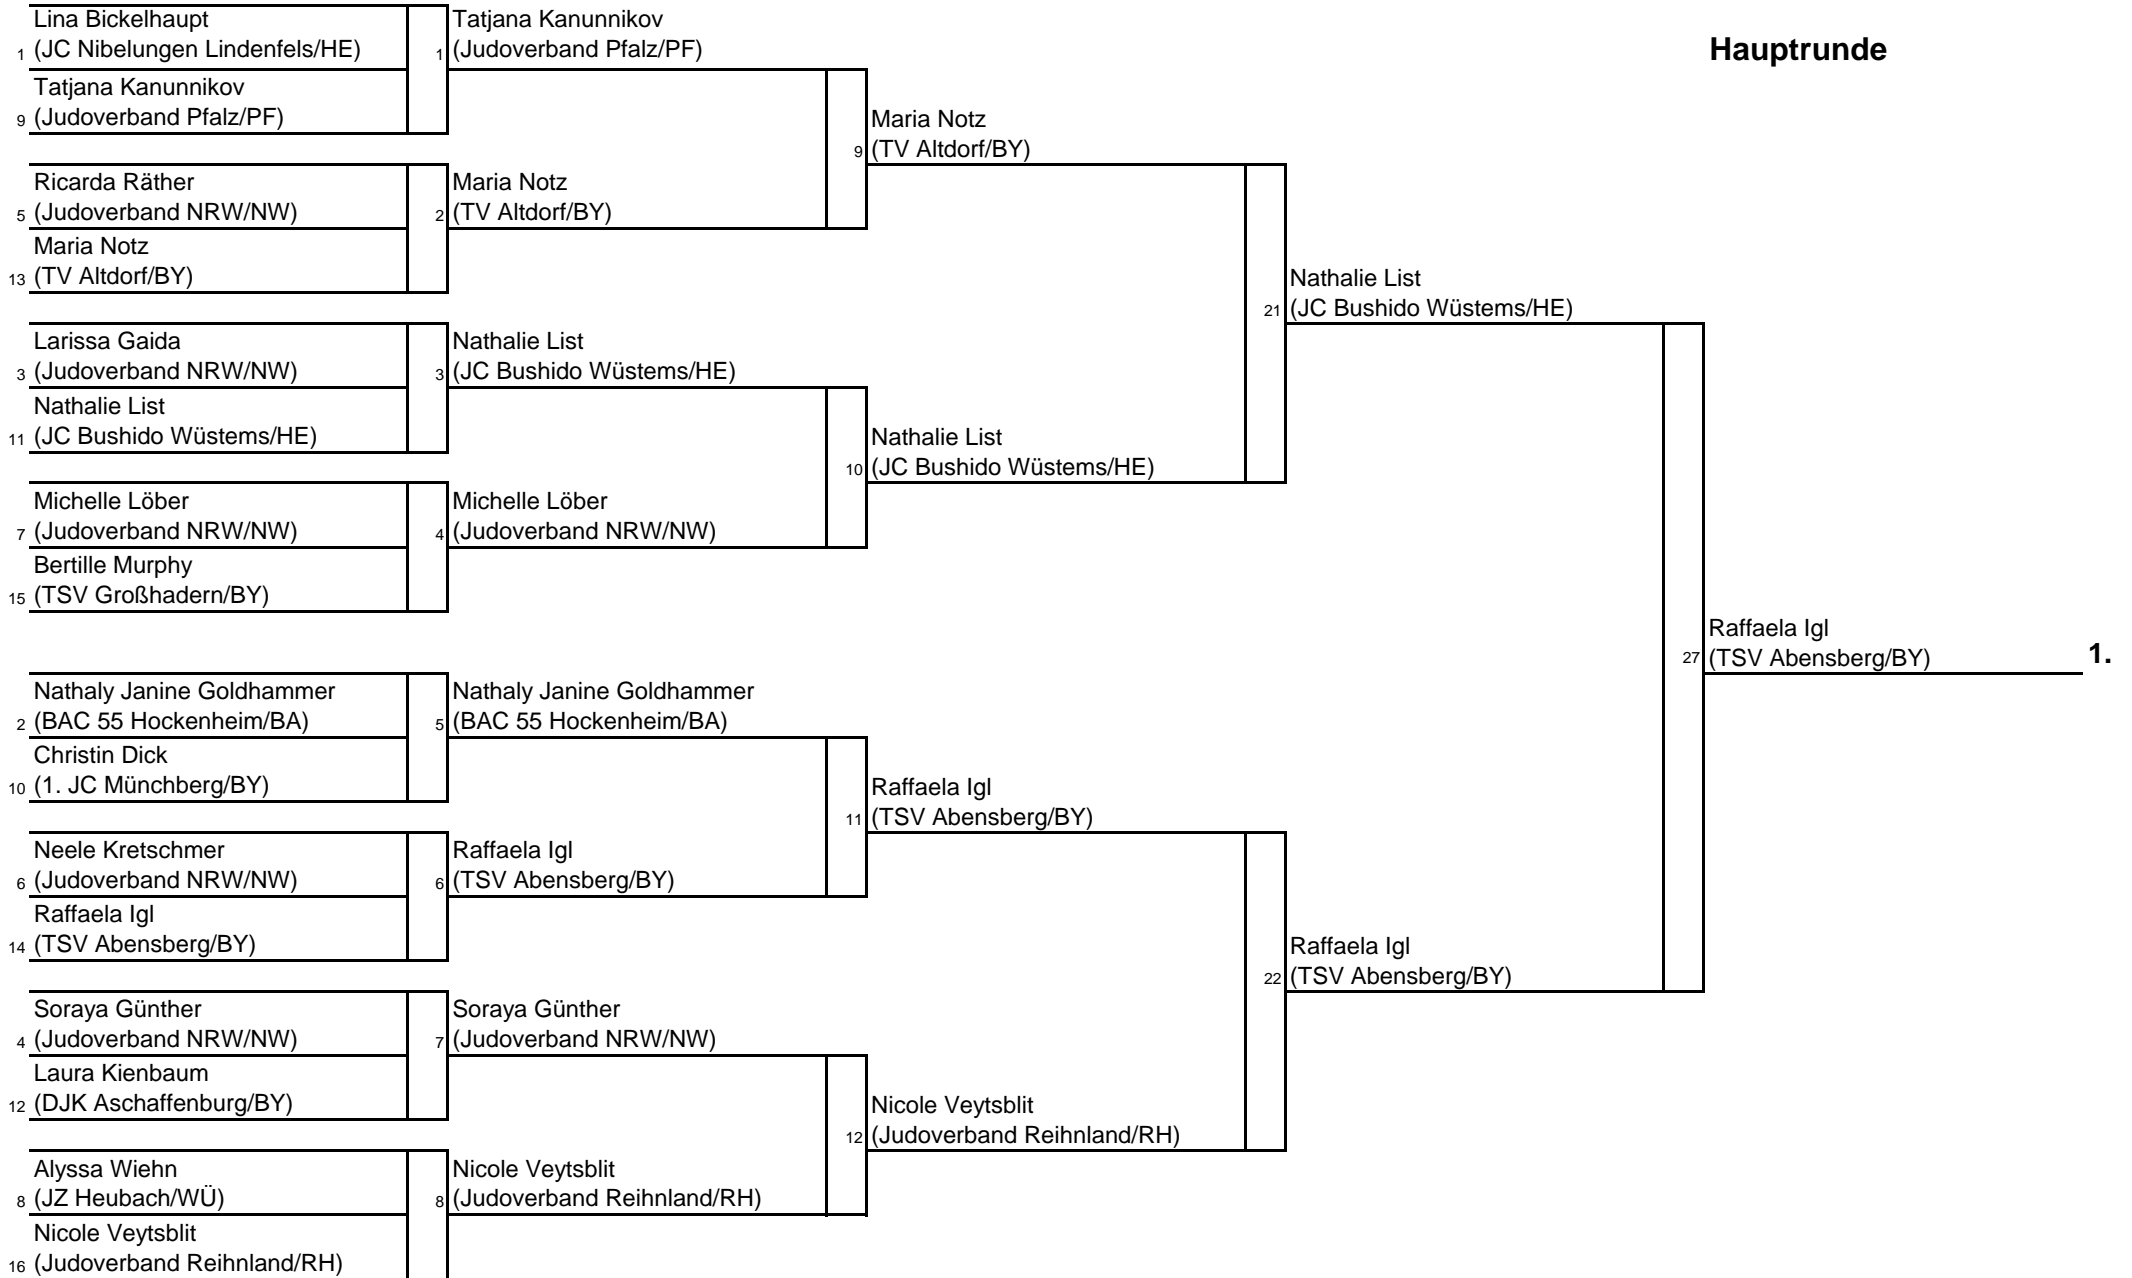 Hauptrunde
Lina Bickelhaupt
1 (JC Nibelungen Lindenfels/HE)
Tatjana Kanunnikov
9 (Judoverband Pfalz/PF)
Ricarda Räther
5 (Judoverband NRW/NW)
Maria Notz
13 (TV Altdorf/BY)
Larissa Gaida
3 (Judoverband NRW/NW)
Nathalie List
11 (JC Bushido Wüstems/HE)
Michelle Löber
7 (Judoverband NRW/NW)
Bertille Murphy
15 (TSV Großhadern/BY)
Nathaly Janine Goldhammer
2 (BAC 55 Hockenheim/BA)
Christin Dick
10 (1. JC Münchberg/BY)
Neele Kretschmer
6 (Judoverband NRW/NW)
Raffaela Igl
14 (TSV Abensberg/BY)
Soraya Günther
4 (Judoverband NRW/NW)
Laura Kienbaum
12 (DJK Aschaffenburg/BY)
Alyssa Wiehn
8 (JZ Heubach/WÜ)
Nicole Veytsblit
16 (Judoverband Reihnland/RH)
Tatjana Kanunnikov
1 (Judoverband Pfalz/PF)
Maria Notz
2 (TV Altdorf/BY)
Nathalie List
3 (JC Bushido Wüstems/HE)
Michelle Löber
4 (Judoverband NRW/NW)
Nathaly Janine Goldhammer
5 (BAC 55 Hockenheim/BA)
Raffaela Igl
6 (TSV Abensberg/BY)
Soraya Günther
7 (Judoverband NRW/NW)
Nicole Veytsblit
8 (Judoverband Reihnland/RH)
Maria Notz
9 (TV Altdorf/BY)
Nathalie List
10 (JC Bushido Wüstems/HE)
Raffaela Igl
11 (TSV Abensberg/BY)
Nicole Veytsblit
12 (Judoverband Reihnland/RH)
Nathalie List
21 (JC Bushido Wüstems/HE)
Raffaela Igl
22 (TSV Abensberg/BY)
Raffaela Igl
27 (TSV Abensberg/BY) 1.